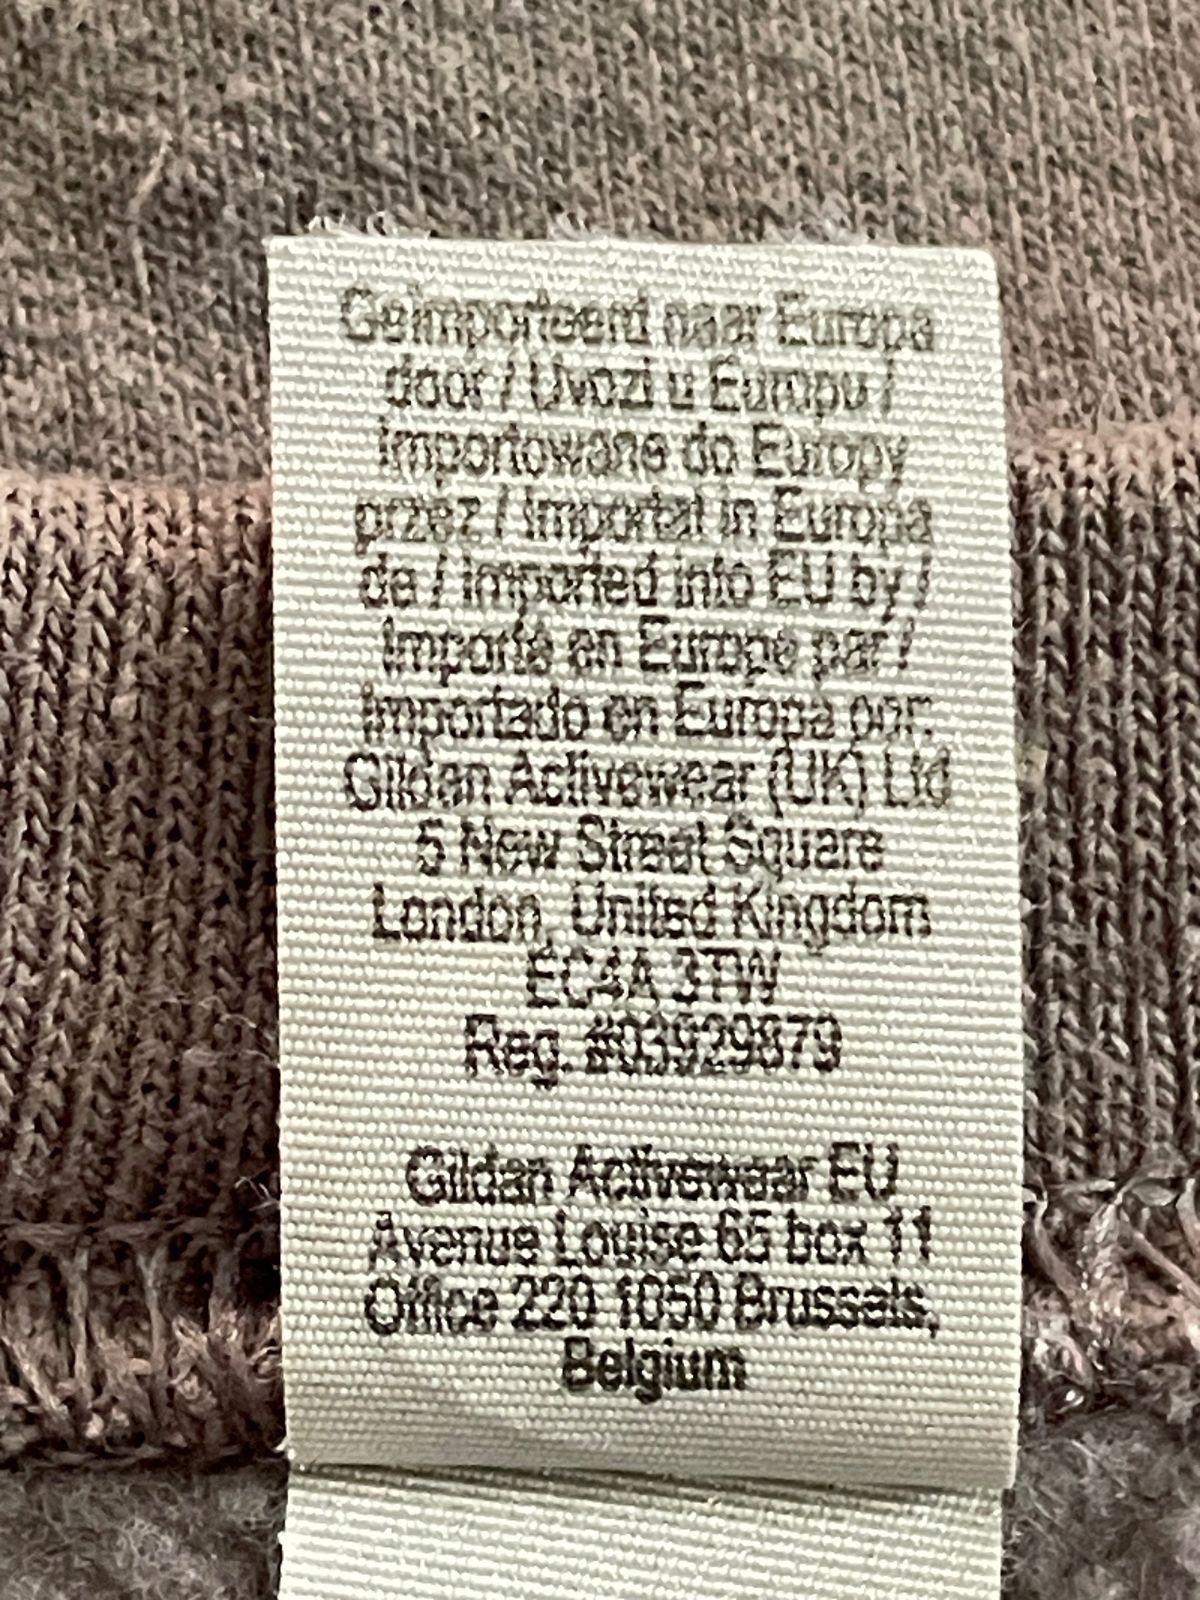 Geïmporteerd naar Europa
door / Uvozi u Europu /
Importowane do Europy
przez / Importat in Europa
de / Imported into EU by /
Importé en Europe par /
Importado en Europa por:
Gildan Activewear (UK) Ltd
5 New Street Square
London, United Kingdom
EC4A 3TW
Reg. #03929879
Gildan Activewear EU
Avenue Louise 65 box 11
Office 220 1050 Brussels,
Belgium